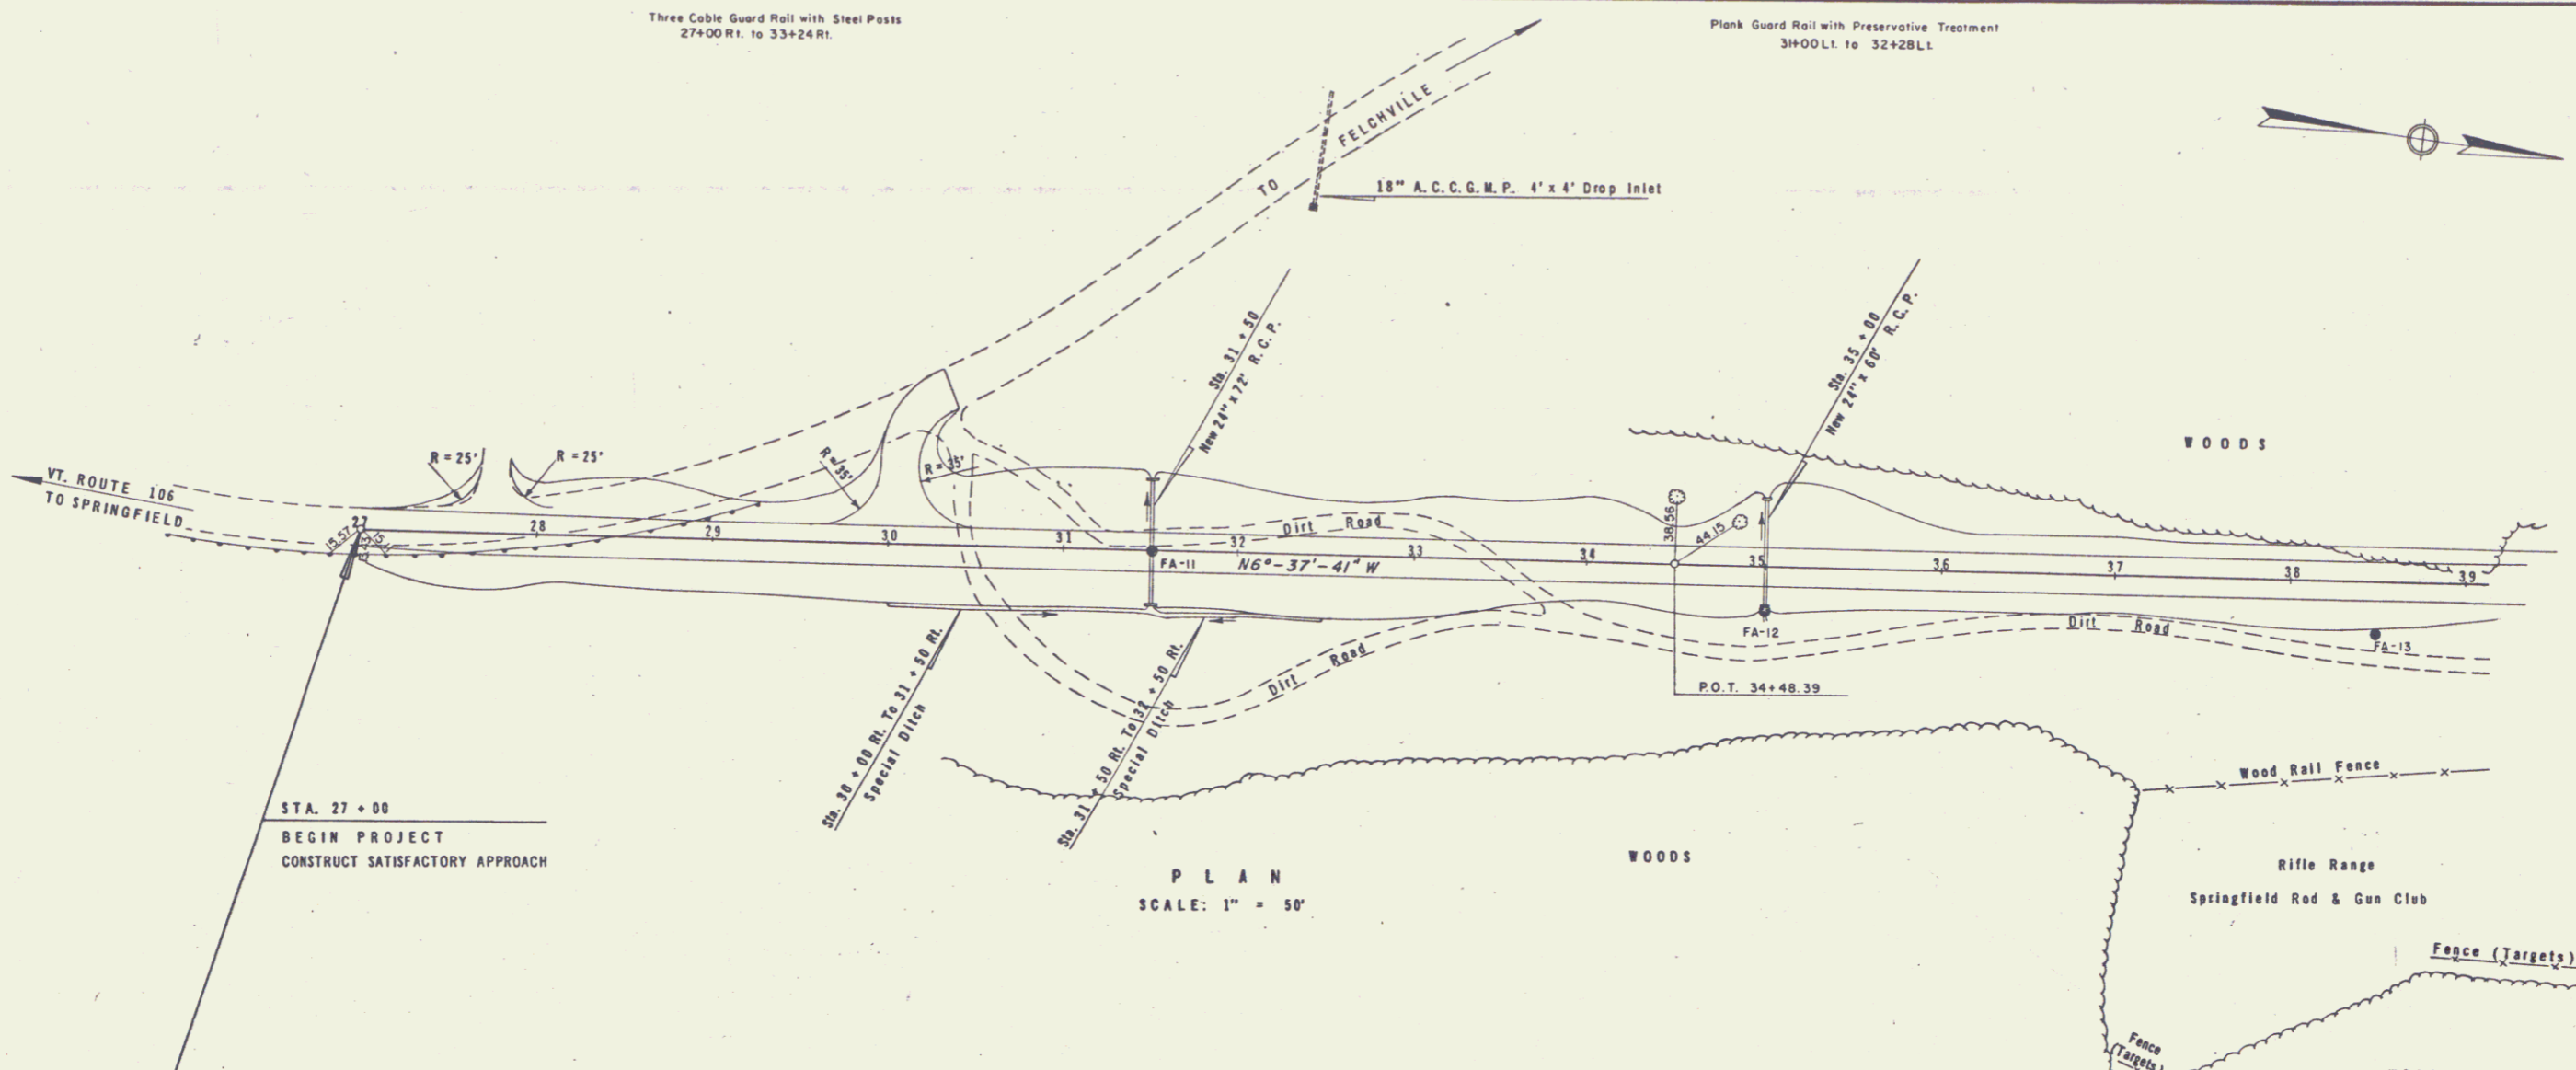 Three Cable Guard Rail with Steel Posts
27+00 Rt. to 33+24 Rt.
Plank Guard Rail with Preservative Treatment
31+00 Lt. to 32+28 Lt.
TO FELCHVILLE
18" A.C.C.G.M.P. 4' x 4' Drop Inlet
Sta. 31 + 50
New 24" x 72' R.C.P.
Sta. 35 + 00
New 24" x 60' R.C.P.
WOODS
R = 25'
R = 25'
R = 35'
R = 35'
VT. ROUTE 106
TO SPRINGFIELD
15.57
15.11
27
28
29
30
31
32
33
34
35
36
37
38
39
Dirt Road
38.56
44.15
FA-11
N6°-37'-41" W
FA-12
Dirt Road
FA-13
Dirt Road
P.O.T. 34+48.39
Sta. 30 + 00 Rt. To 31 + 50 Rt.
Special Ditch
Sta. 31 + 50 Rt. To 32 + 50 Rt.
Special Ditch
STA. 27 + 00
BEGIN PROJECT
CONSTRUCT SATISFACTORY APPROACH
PLAN
SCALE: 1" = 50'
WOODS
Wood Rail Fence
Rifle Range
Springfield Rod & Gun Club
Fence (Targets)
Fence
(Targets)